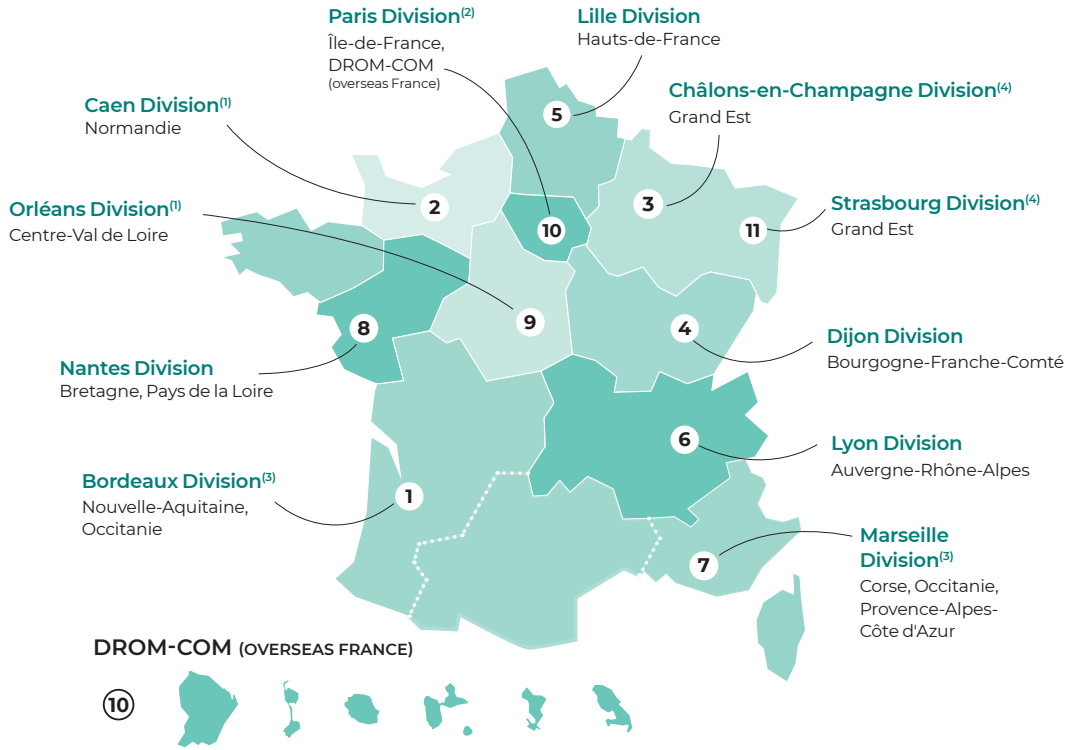 Paris Division(2)
Île-de-France,
DROM-COM
(overseas France)
Lille Division
Hauts-de-France
Caen Division(1)
Normandie
Châlons-en-Champagne Division(4)
Grand Est
Orléans Division(1)
Centre-Val de Loire
Strasbourg Division(4)
Grand Est
5
2
3
10
11
8
9
4
Nantes Division
Bretagne, Pays de la Loire
Dijon Division
Bourgogne-Franche-Comté
6
Lyon Division
Auvergne-Rhône-Alpes
Bordeaux Division(3)
Nouvelle-Aquitaine,
Occitanie
1
7
Marseille
Division(3)
Corse, Occitanie,
Provence-Alpes-
Côte d'Azur
DROM-COM (OVERSEAS FRANCE)
10